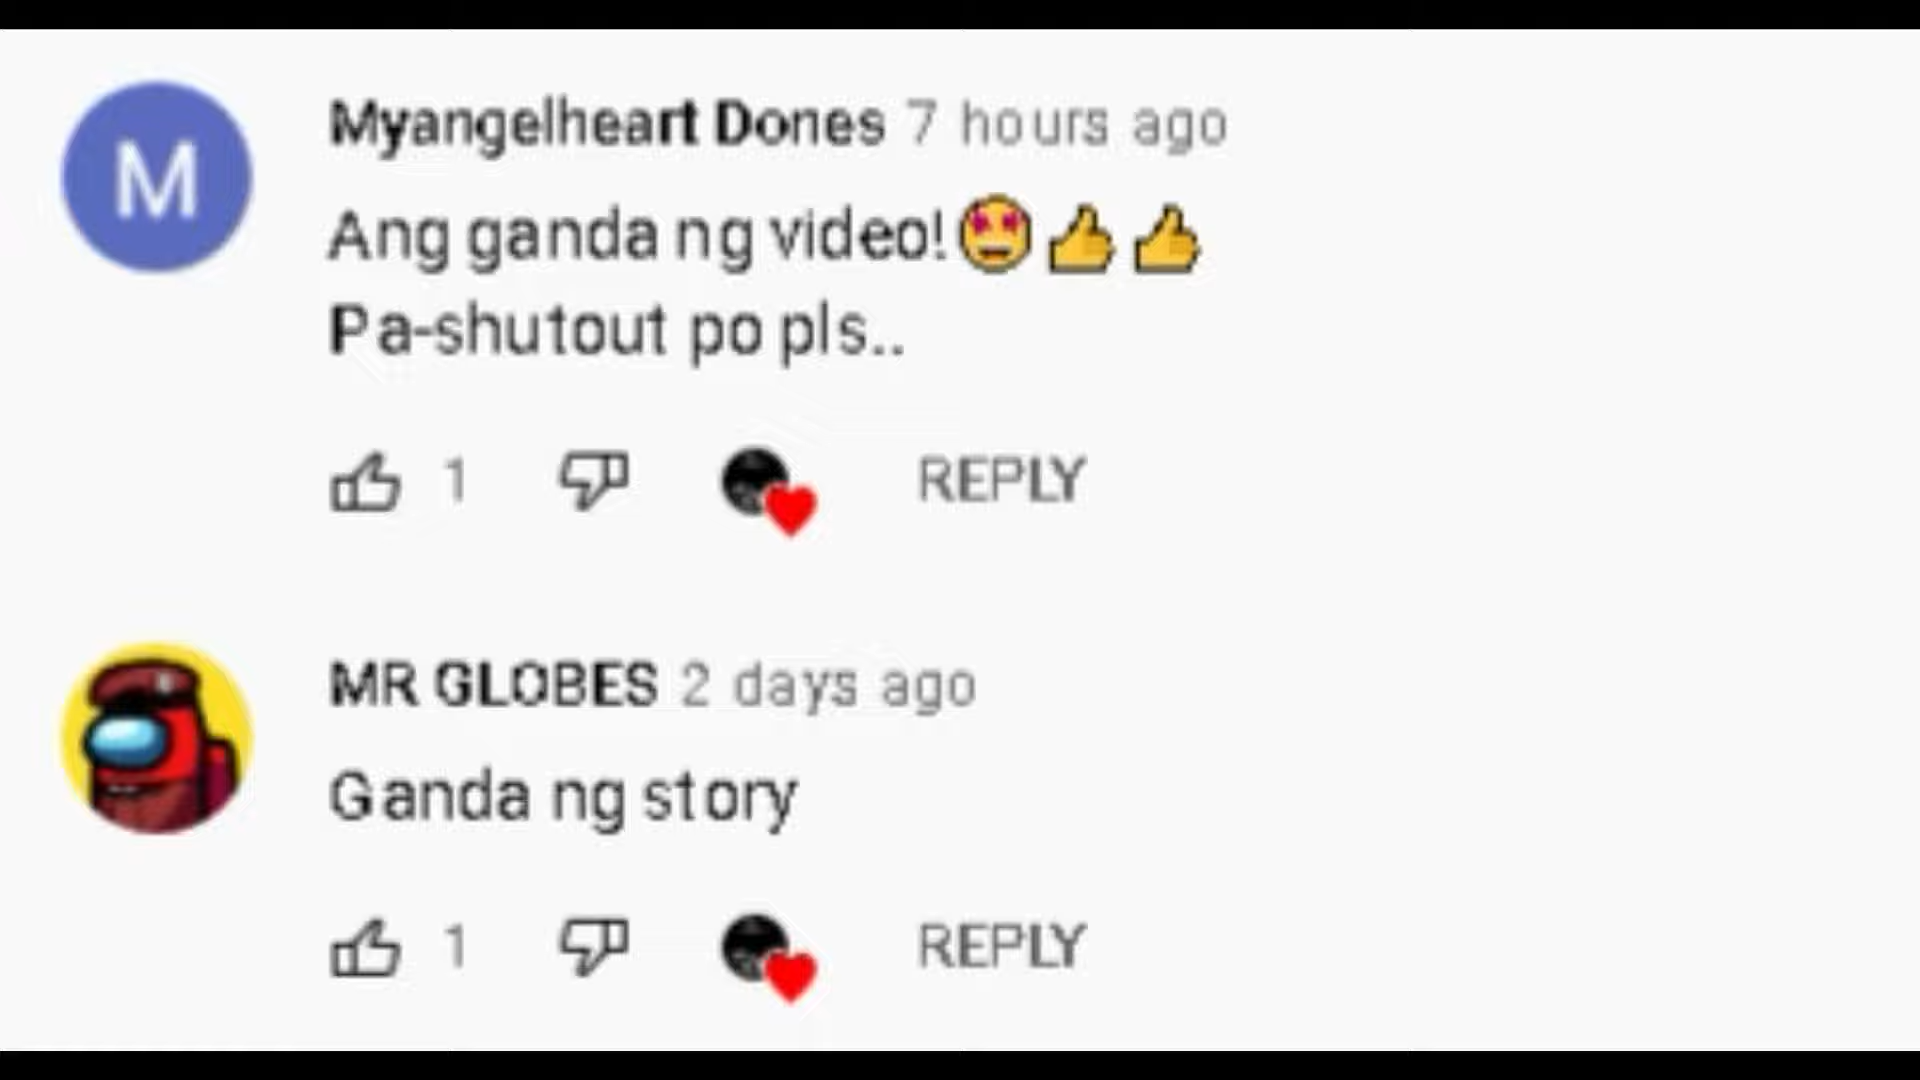 M
Myangelheart Dones 7 hours ago
Ang ganda ng video!🤩👍👍
Pa-shutout po pls..
1 REPLY
MR GLOBES 2 days ago
Ganda ng story
1 REPLY